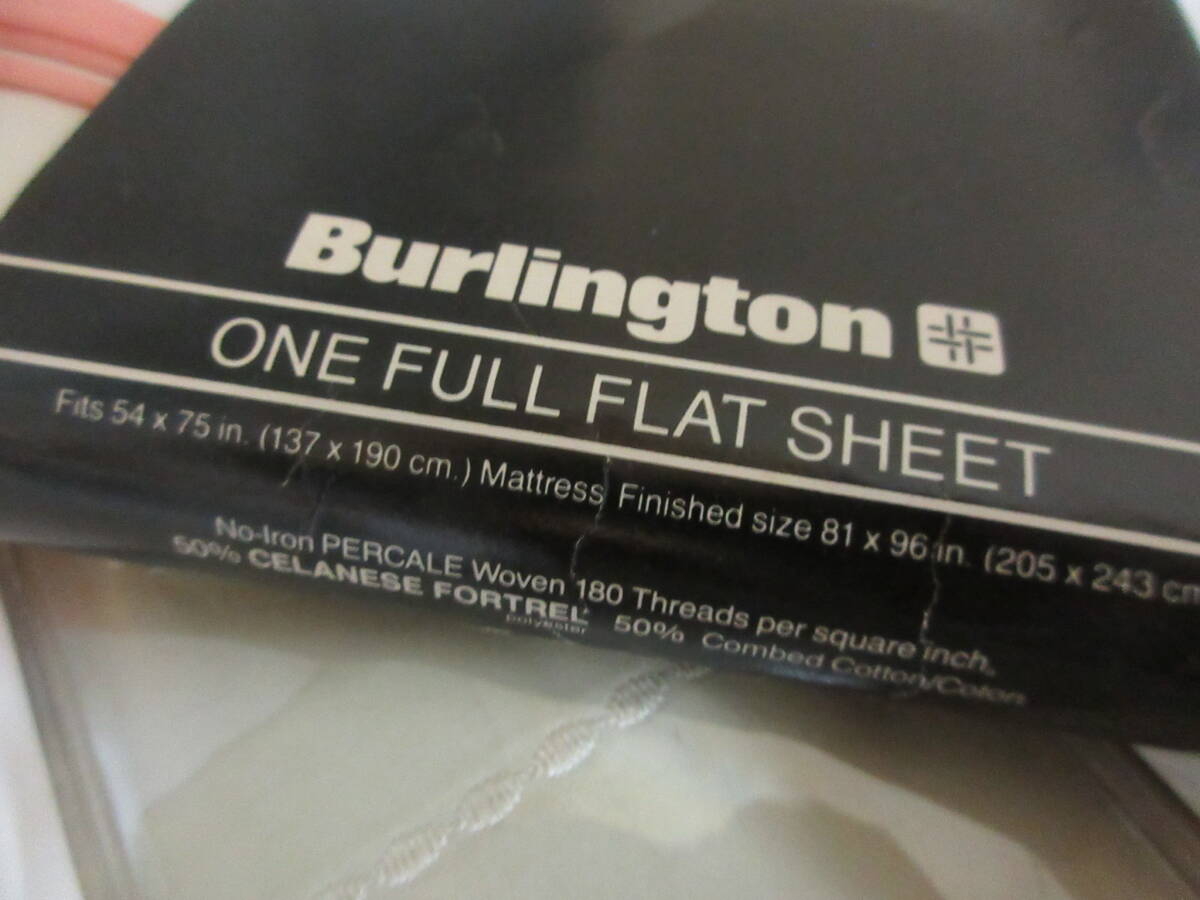 Burlington
ONE FULL FLAT SHEET
Fits 54 x 75 in. (137 x 190 cm.) Mattress Finished size 81 x 96 in. (205 x 243 cm
No-Iron PERCALE Woven 180 Threads per square inch.
50% CELANESE FORTREL 50% Combed Cotton/Coton
polyester